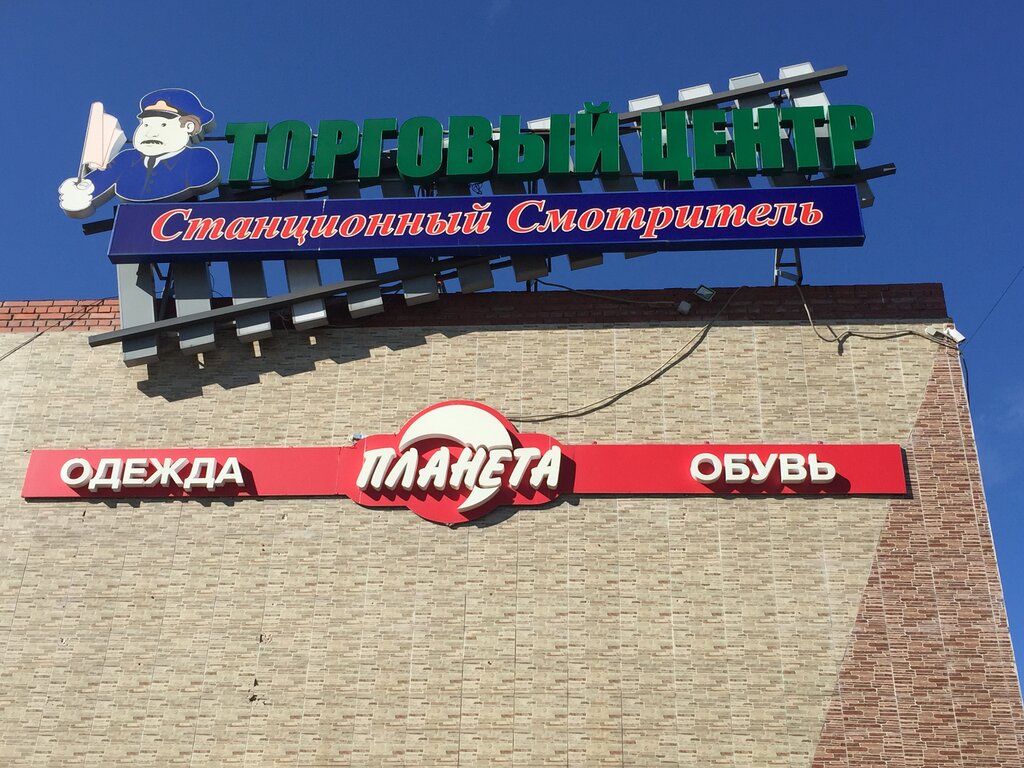 ТОРГОВЫЙ ЦЕНТР
Станционный Смотритель
ОДЕЖДА ПЛАНЕТА ОБУВЬ